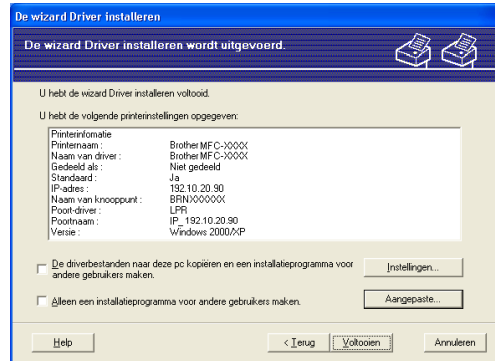 De wizard Driver installeren
De wizard Driver installeren wordt uitgevoerd.
U hebt de wizard Driver installeren voltooid.
U hebt de volgende printerinstellingen opgegeven:
Printerinfomatie
Printernaam : Brother MFC-XXXX
Naam van driver : Brother MFC-XXXX
Gedeeld als : Niet gedeeld
Standaard : Ja
IP-adres : 192.10.20.90
Naam van knooppunt : BRNXXXXXX
Poort-driver : LPR
Poortnaam : IP_192.10.20.90
Versie : Windows 2000/XP
De driverbestanden naar deze pc kopiëren en een installatieprogramma voor
andere gebruikers maken.
Instellingen...
Alleen een installatieprogramma voor andere gebruikers maken.
Aangepaste...
Help
< Terug
Voltooien
Annuleren